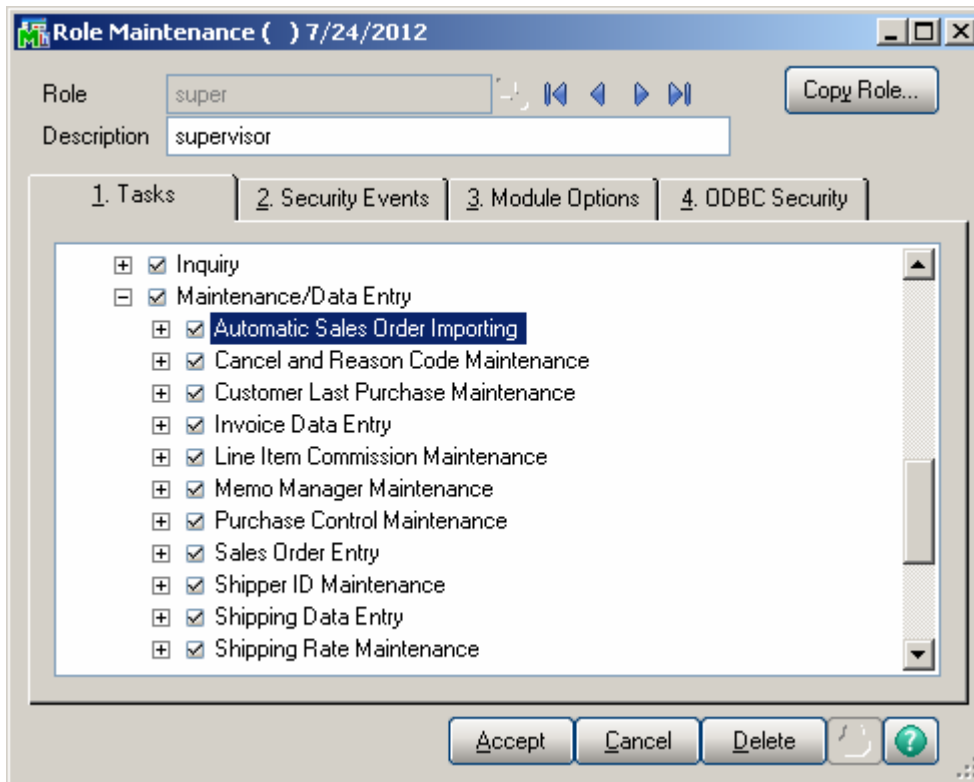 Role Maintenance ( ) 7/24/2012
Role super Copy Role...
Description supervisor
1. Tasks 2. Security Events 3. Module Options 4. ODBC Security
Inquiry
Maintenance/Data Entry
Automatic Sales Order Importing
Cancel and Reason Code Maintenance
Customer Last Purchase Maintenance
Invoice Data Entry
Line Item Commission Maintenance
Memo Manager Maintenance
Purchase Control Maintenance
Sales Order Entry
Shipper ID Maintenance
Shipping Data Entry
Shipping Rate Maintenance
Accept Cancel Delete ?